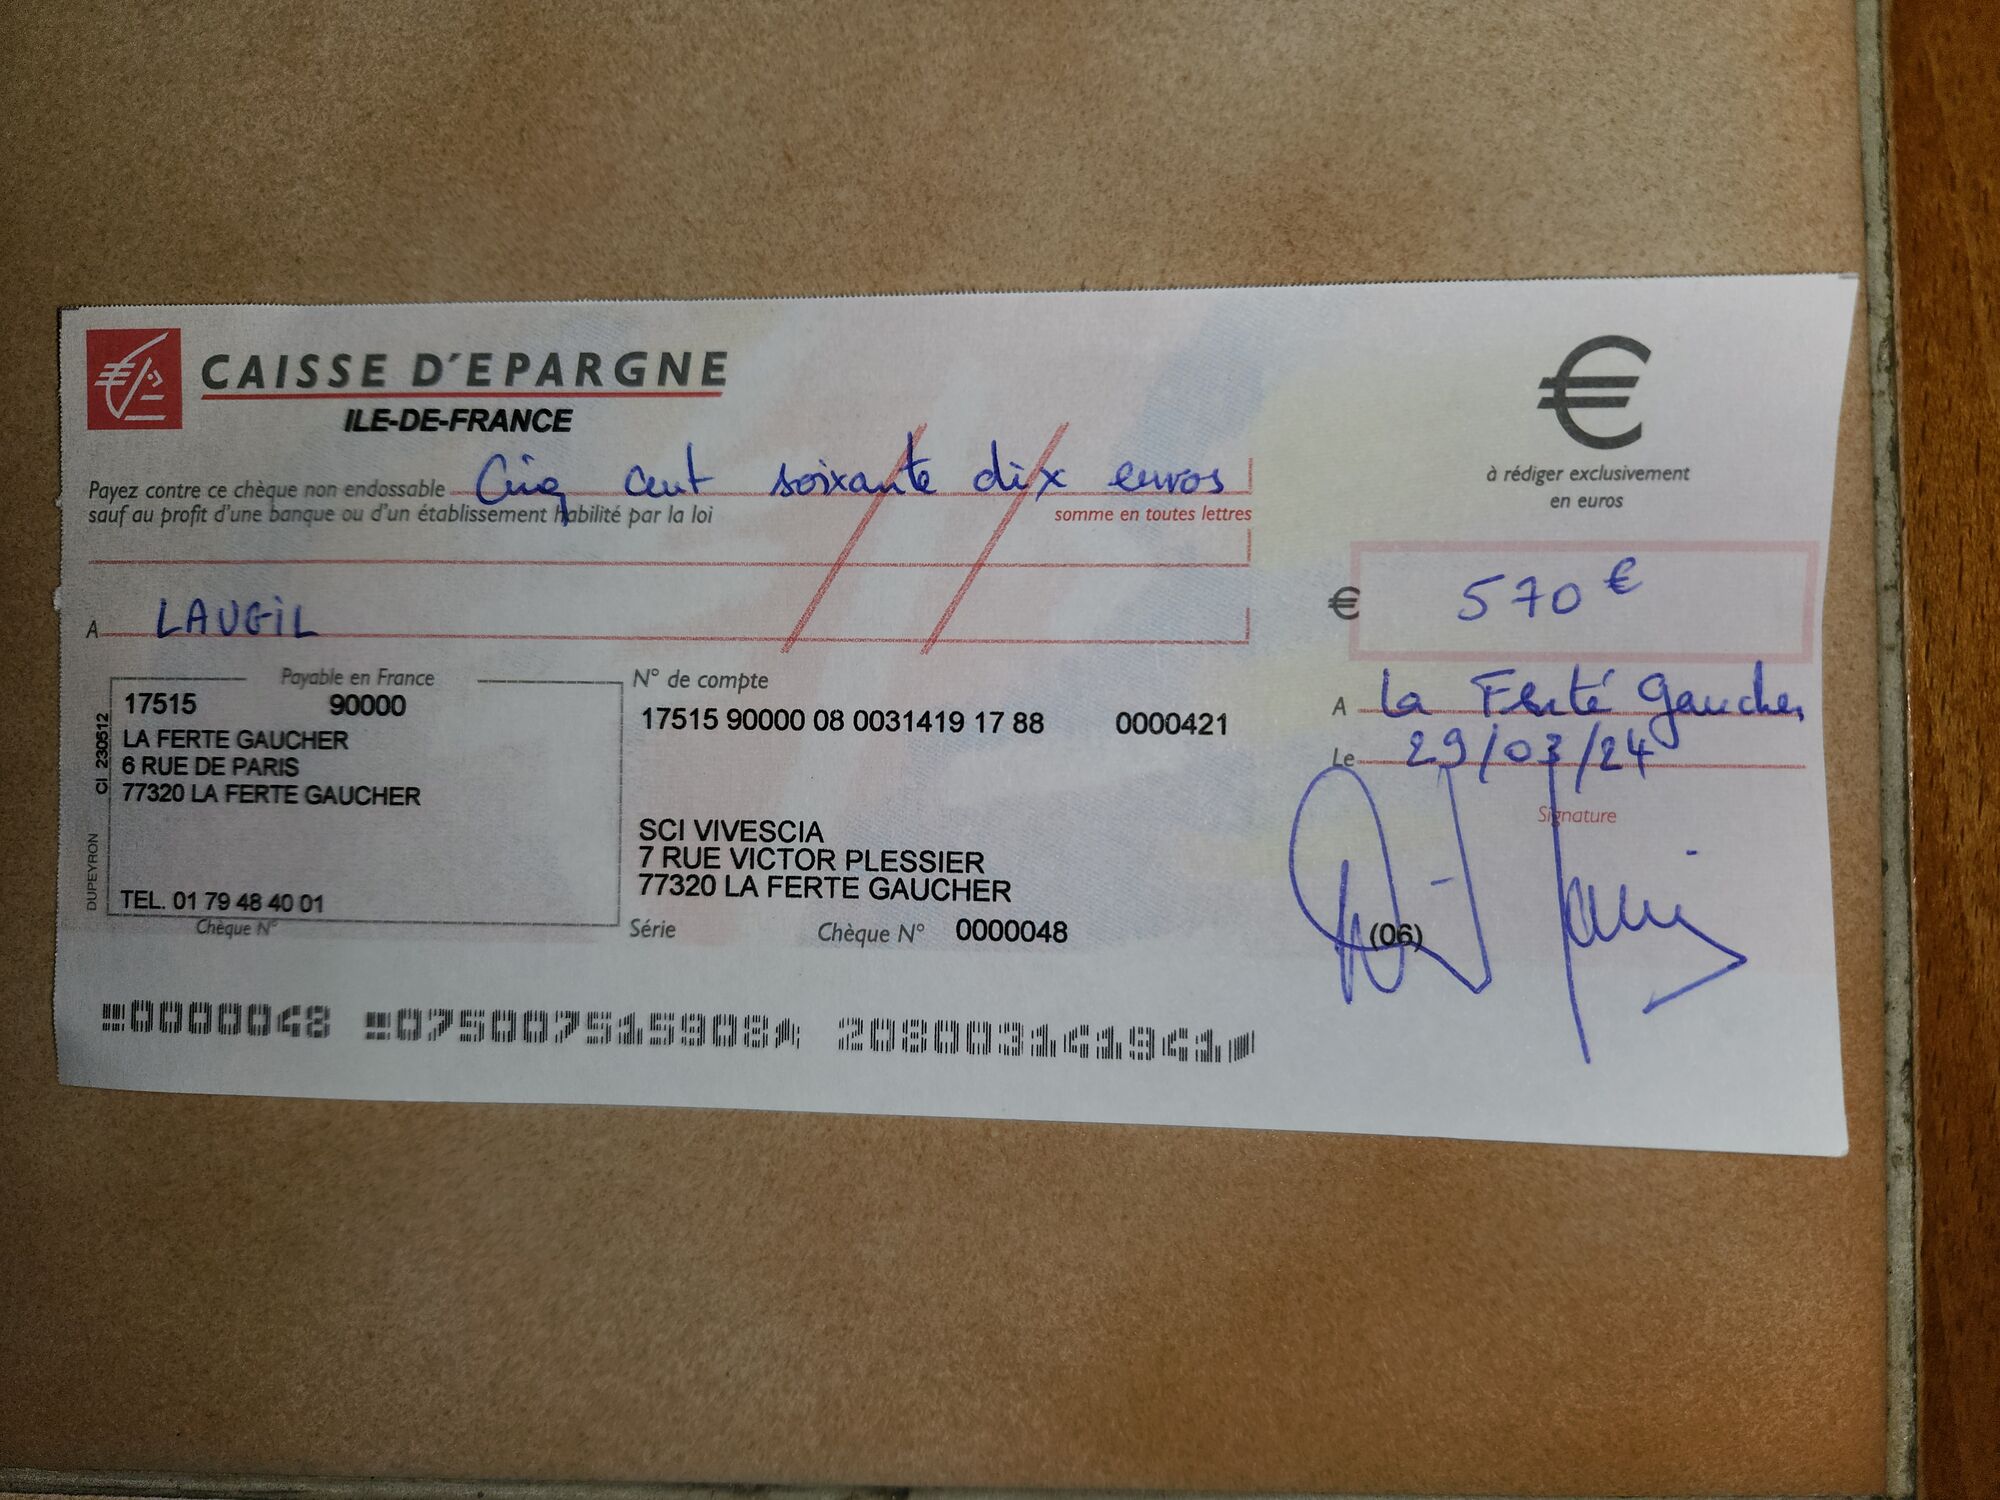 CAISSE D'EPARGNE
ILE-DE-FRANCE
€
à rédiger exclusivement
en euros
Payez contre ce chèque non endossable Cinq cent soixante dix euros
sauf au profit d'une banque ou d'un établissement habilité par la loi
somme en toutes lettres
€ 570 €
A LAUGIL
A La Ferté Gaucher
Le 29/03/24
Payable en France
17515 90000
LA FERTE GAUCHER
6 RUE DE PARIS
77320 LA FERTE GAUCHER
TEL. 01 79 48 40 01
Chèque N°
CI 230512
DUPEYRON
N° de compte
17515 90000 08 0031419 17 88 0000421
SCI VIVESCIA
7 RUE VICTOR PLESSIER
77320 LA FERTE GAUCHER
Série Chèque N° 0000048
Signature
(06)
0000048 075007515908 208003141941